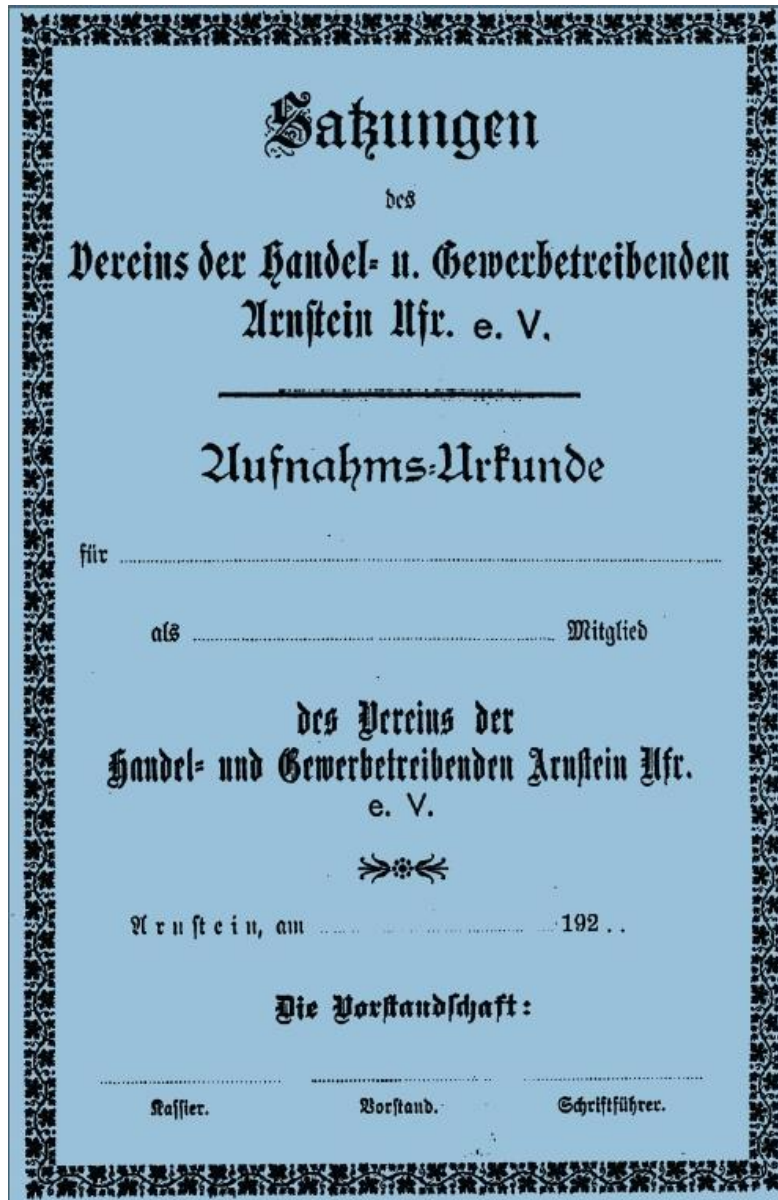 Satzungen
des
Vereins der Handel- u. Gewerbetreibenden
Arnstein Ufr. e. V.
Aufnahms-Urkunde
für
als Mitglied
des Vereins der
Handel- und Gewerbetreibenden Arnstein Ufr.
e. V.
Arnstein, am 192..
Die Vorstandschaft:
Kassier. Vorstand. Schriftführer.